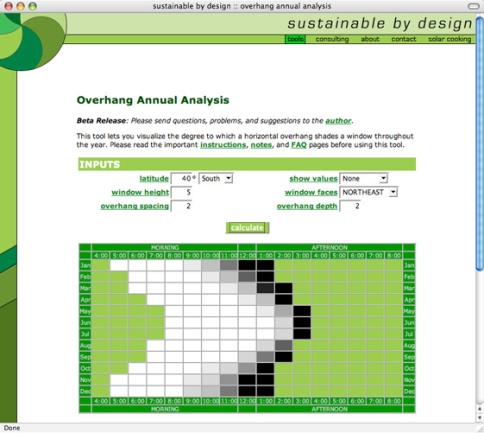 sustainable by design :: overhang annual analysis
sustainable by design
tools consulting about contact solar cooking
Overhang Annual Analysis
Beta Release: Please send questions, problems, and suggestions to the author.
This tool lets you visualize the degree to which a horizontal overhang shades a window throughout
the year. Please read the important instructions, notes, and FAQ pages before using this tool.
INPUTS
latitude 40 ° South show values None
window height 5 window faces NORTHEAST
overhang spacing 2 overhang depth 2
calculate
MORNING AFTERNOON
4:00 5:00 6:00 7:00 8:00 9:00 10:00 11:00 12:00 1:00 2:00 3:00 4:00 5:00 6:00 7:00 8:00
Jan Jan
Feb Feb
Mar Mar
Apr Apr
May May
Jun Jun
Jul Jul
Aug Aug
Sep Sep
Oct Oct
Nov Nov
Dec Dec
4:00 5:00 6:00 7:00 8:00 9:00 10:00 11:00 12:00 1:00 2:00 3:00 4:00 5:00 6:00 7:00 8:00
MORNING AFTERNOON
Done